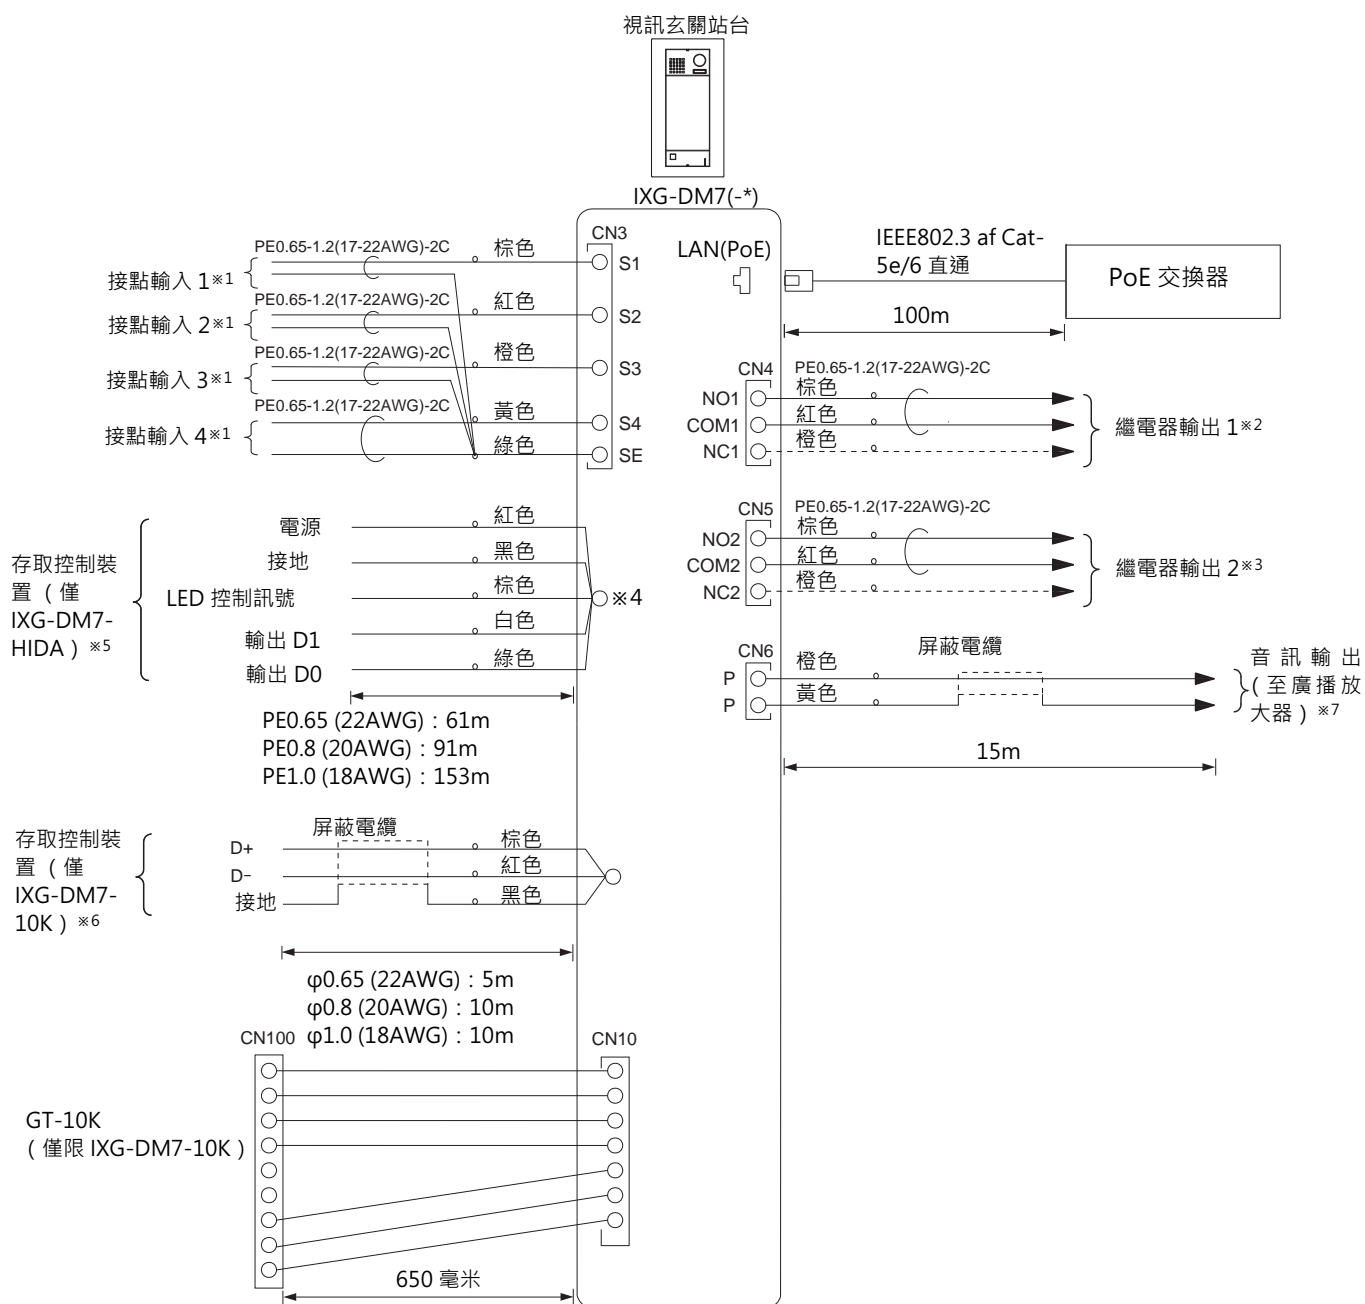 視訊玄關站台
IXG-DM7(-*)
CN3
PE0.65-1.2(17-22AWG)-2C
棕色
S1
接點輸入 1※1
PE0.65-1.2(17-22AWG)-2C
紅色
S2
接點輸入 2※1
PE0.65-1.2(17-22AWG)-2C
橙色
S3
接點輸入 3※1
PE0.65-1.2(17-22AWG)-2C
黃色
S4
接點輸入 4※1
綠色
SE
LAN(PoE)
IEEE802.3 af Cat-
5e/6 直通
PoE 交換器
100m
CN4
PE0.65-1.2(17-22AWG)-2C
NO1
棕色
COM1
紅色
NC1
橙色
繼電器輸出 1※2
CN5
PE0.65-1.2(17-22AWG)-2C
NO2
棕色
COM2
紅色
NC2
橙色
繼電器輸出 2※3
CN6
屏蔽電纜
P
橙色
P
黃色
音訊輸出
(至廣播放
大器) ※7
15m
存取控制裝
置(僅
IXG-DM7-
HIDA) ※5
電源
紅色
接地
黑色
LED 控制訊號
棕色
※4
輸出 D1
白色
輸出 D0
綠色
PE0.65 (22AWG):61m
PE0.8 (20AWG):91m
PE1.0 (18AWG):153m
存取控制裝
置(僅
IXG-DM7-
10K) ※6
屏蔽電纜
D+
棕色
D-
紅色
接地
黑色
φ0.65 (22AWG):5m
φ0.8 (20AWG):10m
φ1.0 (18AWG):10m
CN100
CN10
GT-10K
(僅限 IXG-DM7-10K)
650 毫米